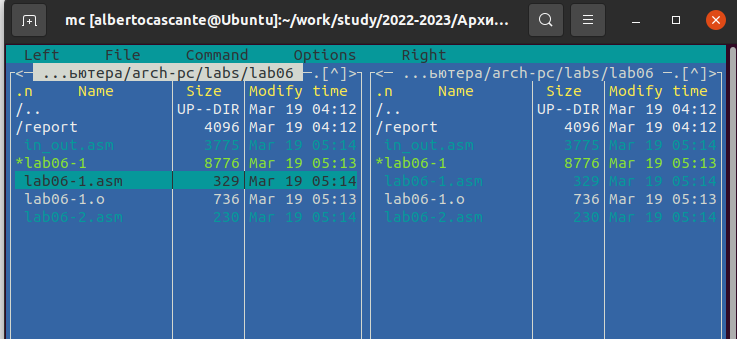 mc [albertocascante@Ubuntu]:~/work/study/2022-2023/Архи...
Left File Command Options Right
<─ ...ьютера/arch-pc/labs/lab06 ─.[^]> <─ ...ьютера/arch-pc/labs/lab06 ─.[^]>
.n Name Size Modify time .n Name Size Modify time
/.. UP--DIR Mar 19 04:12 /.. UP--DIR Mar 19 04:12
/report 4096 Mar 19 04:12 /report 4096 Mar 19 04:12
in_out.asm 3775 Mar 19 05:14 in_out.asm 3775 Mar 19 05:14
*lab06-1 8776 Mar 19 05:13 *lab06-1 8776 Mar 19 05:13
lab06-1.asm 329 Mar 19 05:14 lab06-1.asm 329 Mar 19 05:14
lab06-1.o 736 Mar 19 05:13 lab06-1.o 736 Mar 19 05:13
lab06-2.asm 230 Mar 19 05:14 lab06-2.asm 230 Mar 19 05:14